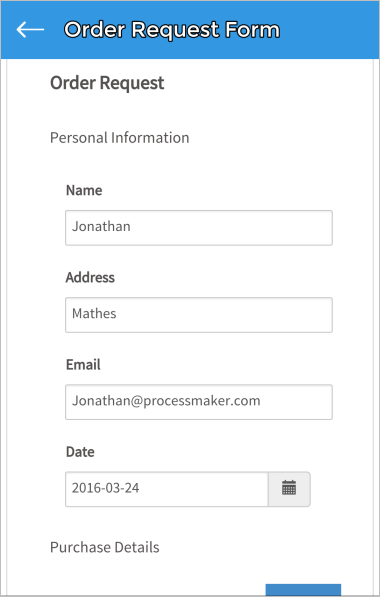 Order Request Form
Order Request
Personal Information
Name
Jonathan
Address
Mathes
Email
Jonathan@processmaker.com
Date
2016-03-24
Purchase Details